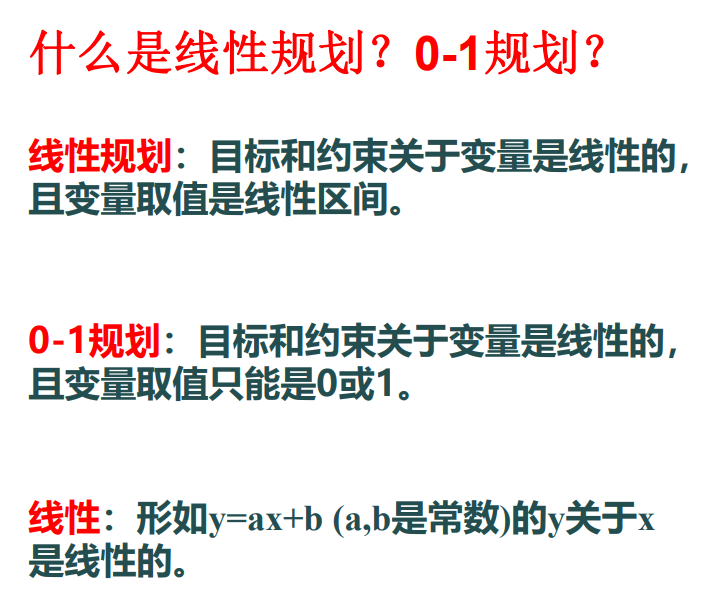 什么是线性规划？0-1规划？
线性规划：目标和约束关于变量是线性的，
且变量取值是线性区间。
0-1规划：目标和约束关于变量是线性的，
且变量取值只能是0或1。
线性：形如y=ax+b (a,b是常数)的y关于x
是线性的。